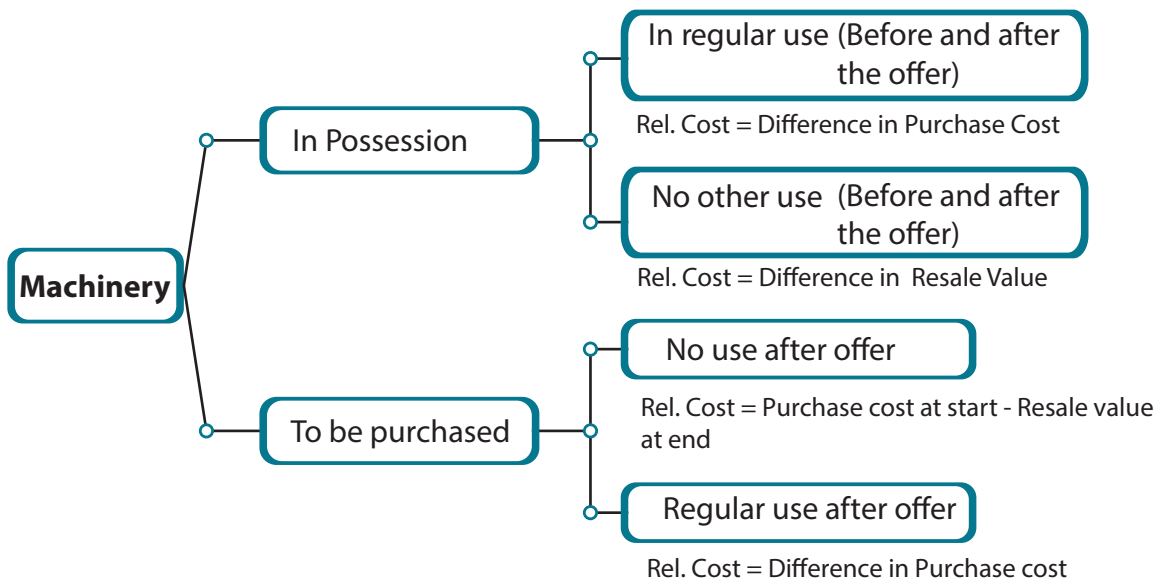 In regular use (Before and after
the offer)
Rel. Cost = Difference in Purchase Cost
In Possession
No other use (Before and after
the offer)
Rel. Cost = Difference in Resale Value
Machinery
No use after offer
Rel. Cost = Purchase cost at start - Resale value
at end
To be purchased
Regular use after offer
Rel. Cost = Difference in Purchase cost